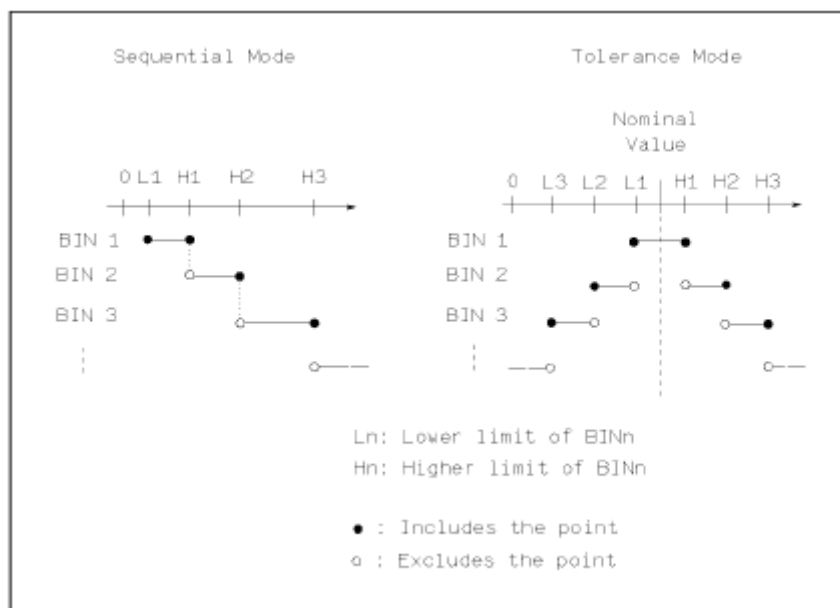 Sequential Mode
Tolerance Mode
Nominal
Value
0 L1 H1 H2 H3
0 L3 L2 L1 H1 H2 H3
BIN 1
BIN 2
BIN 3
BIN 1
BIN 2
BIN 3
Ln: Lower limit of BINn
Hn: Higher limit of BINn
: Includes the point
: Excludes the point